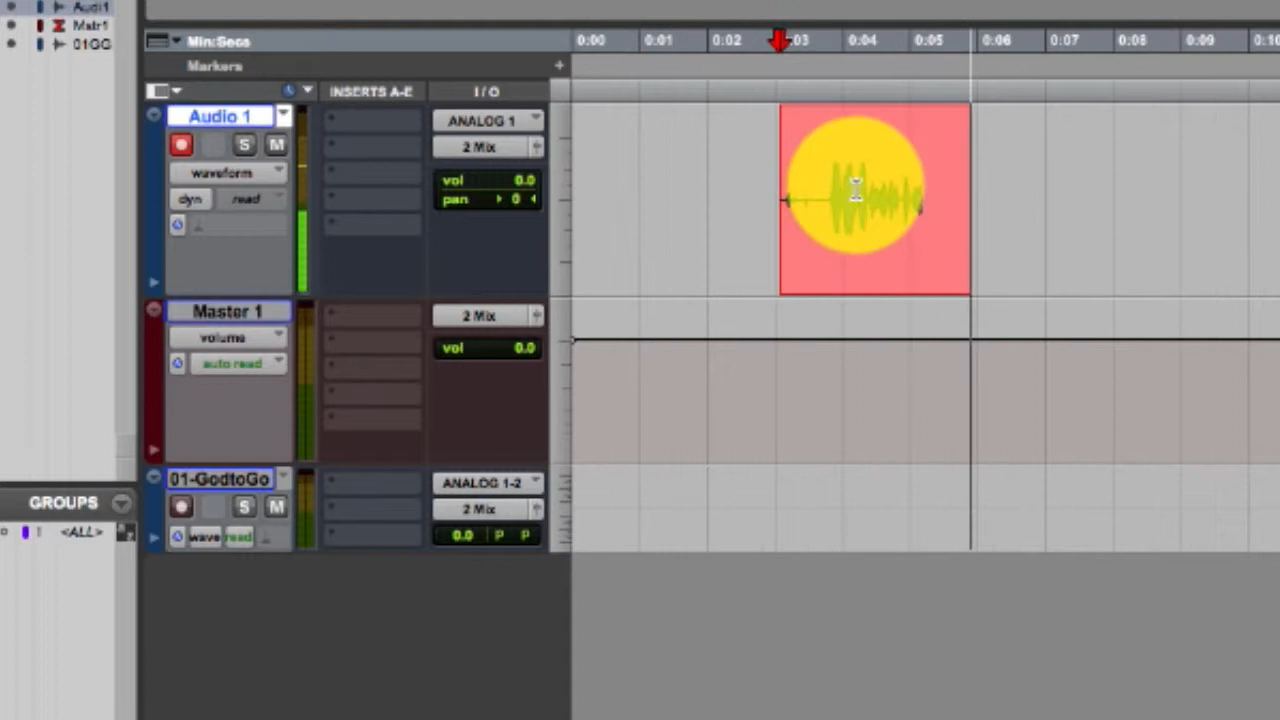 Audi1
Mstr1
01GG
Min:Secs
0:00 0:01 0:02 03 0:04 0:05 0:06 0:07 0:08 0:09 0:10
Markers
+
INSERTS A-E I / O
Audio 1
ANALOG 1
S M
2 Mix
waveform
vol 0.0
dyn read
pan 0
Master 1
2 Mix
volume
vol 0.0
auto read
01-GodtoGo
ANALOG 1-2
S M
2 Mix
wave read
0.0 P P
GROUPS
1 <ALL>